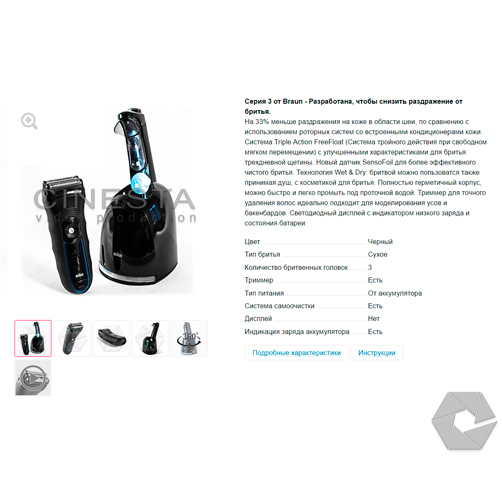 Серия 3 от Braun - Разработана, чтобы снизить раздражение от
бритья.
На 33% меньше раздражения на коже в области шеи, по сравнению с
использованием роторных систем со встроенными кондиционерами кожи.
Система Triple Action FreeFloat (Система тройного действия при свободном
мягком перемещении) с улучшенными характеристиками для бритья
трехдневной щетины. Новый датчик SensoFoil для более эффективного
чистого бритья. Технология Wet & Dry: бритвой можно пользоватся также
принимая душ, с косметикой для бритья. Полностью герметичный корпус,
можно быстро и легко промыть под проточной водой. Триммер для точного
удаления волос идеально подходит для моделирования усов и
бакенбардов. Светодиодный дисплей с индикатором низкого заряда и
состояния батареи
CINESTA
video production
BRAUN
Цвет Черный
Тип бритья Сухое
Количество бритвенных головок 3
Триммер Есть
Тип питания От аккумулятора
Система самоочистки Есть
Дисплей Нет
Индикация заряда аккумулятора Есть
Подробные характеристики Инструкции